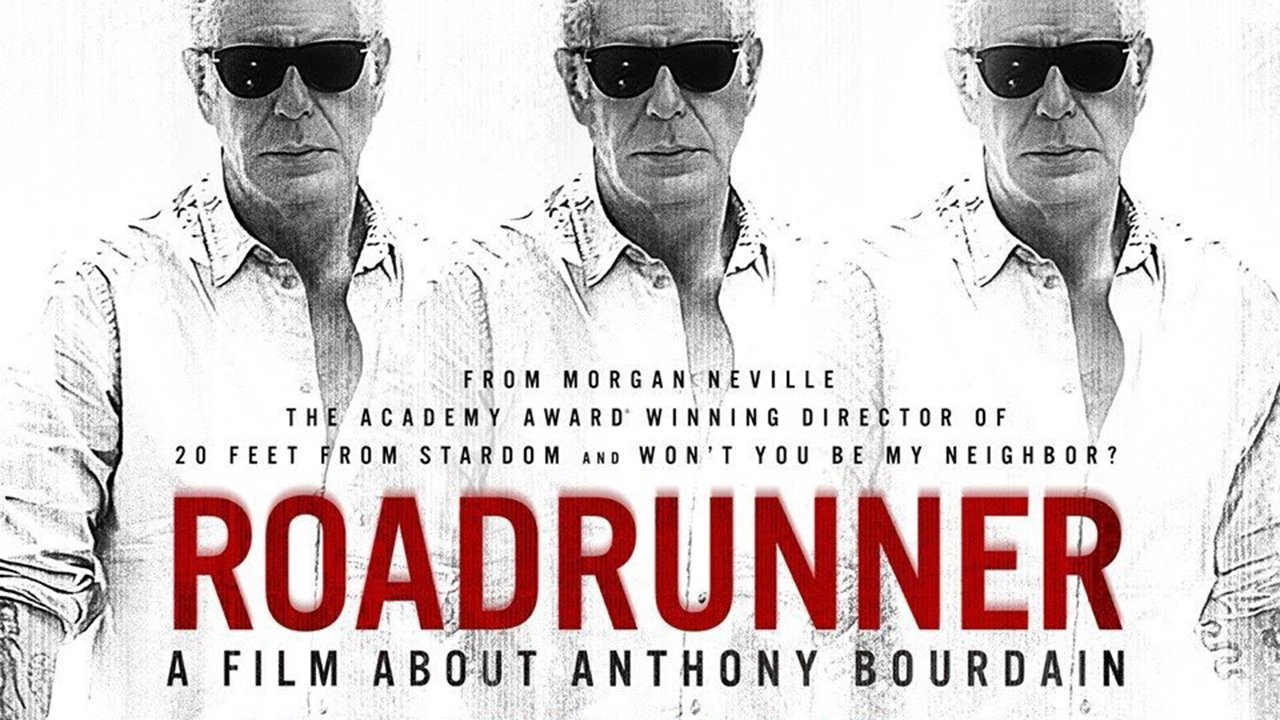 FROM MORGAN NEVILLE
THE ACADEMY AWARD® WINNING DIRECTOR OF
20 FEET FROM STARDOM AND WON'T YOU BE MY NEIGHBOR?
ROADRUNNER
A FILM ABOUT ANTHONY BOURDAIN